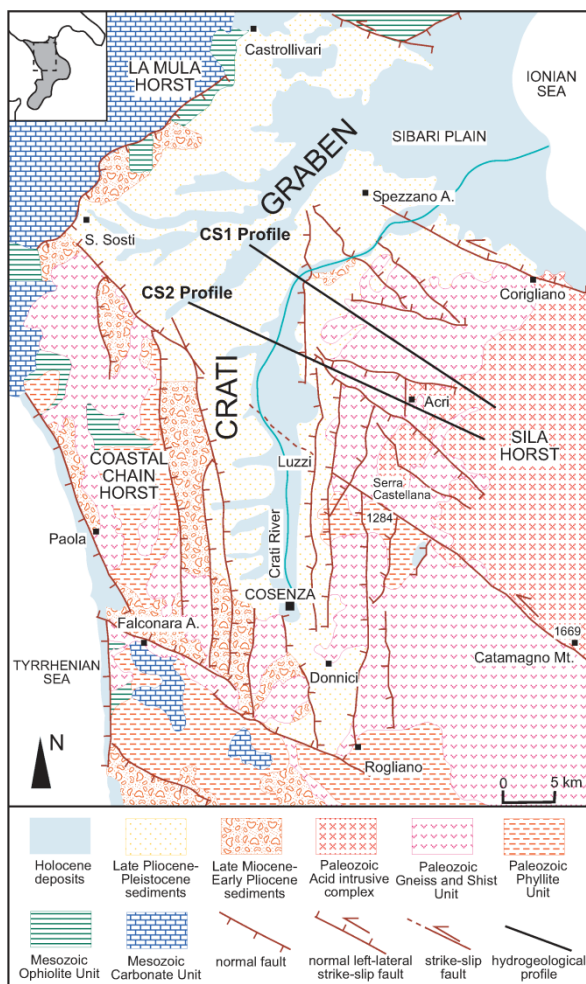 Castrollivari
LA MULA
HORST
IONIAN
SEA
SIBARI PLAIN
GRABEN
Spezzano A.
S. Sosti
CS1 Profile
Corigliano
CS2 Profile
CRATI
Acri
SILA
HORST
COASTAL
CHAIN
HORST
Luzzi
Serra
Castellana
1284
Paola
Crati River
COSENZA
Falconara A.
1669
Catamagno Mt.
TYRRHENIAN
SEA
Donnici
N
Rogliano
0 5 km
Holocene
deposits
Late Pliocene-
Pleistocene
sediments
Late Miocene-
Early Pliocene
sediments
Paleozoic
Acid intrusive
complex
Paleozoic
Gneiss and Shist
Unit
Paleozoic
Phyllite
Unit
Mesozoic
Ophiolite Unit
Mesozoic
Carbonate Unit
normal fault
normal left-lateral
strike-slip fault
strike-slip
fault
hydrogeological
profile